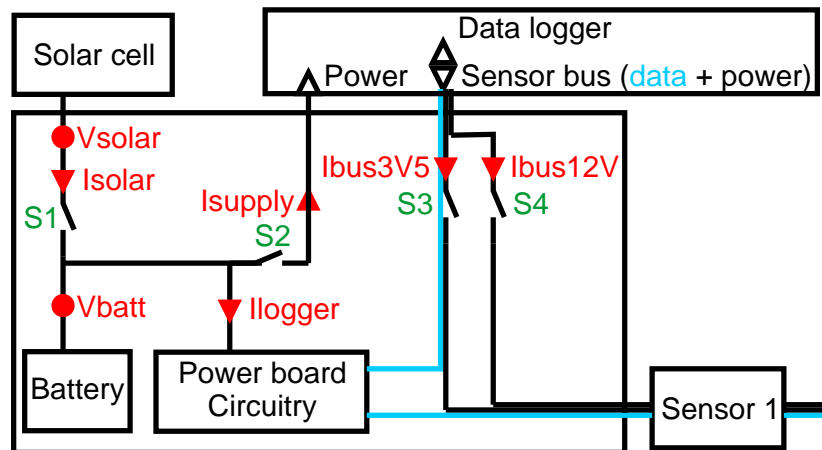 Data logger
Solar cell
Power
Sensor bus (data + power)
Vsolar
Isolar
Ibus3V5
Ibus12V
S1
Isupply
S3
S4
S2
Vbatt
Ilogger
Battery
Power board
Circuitry
Sensor 1